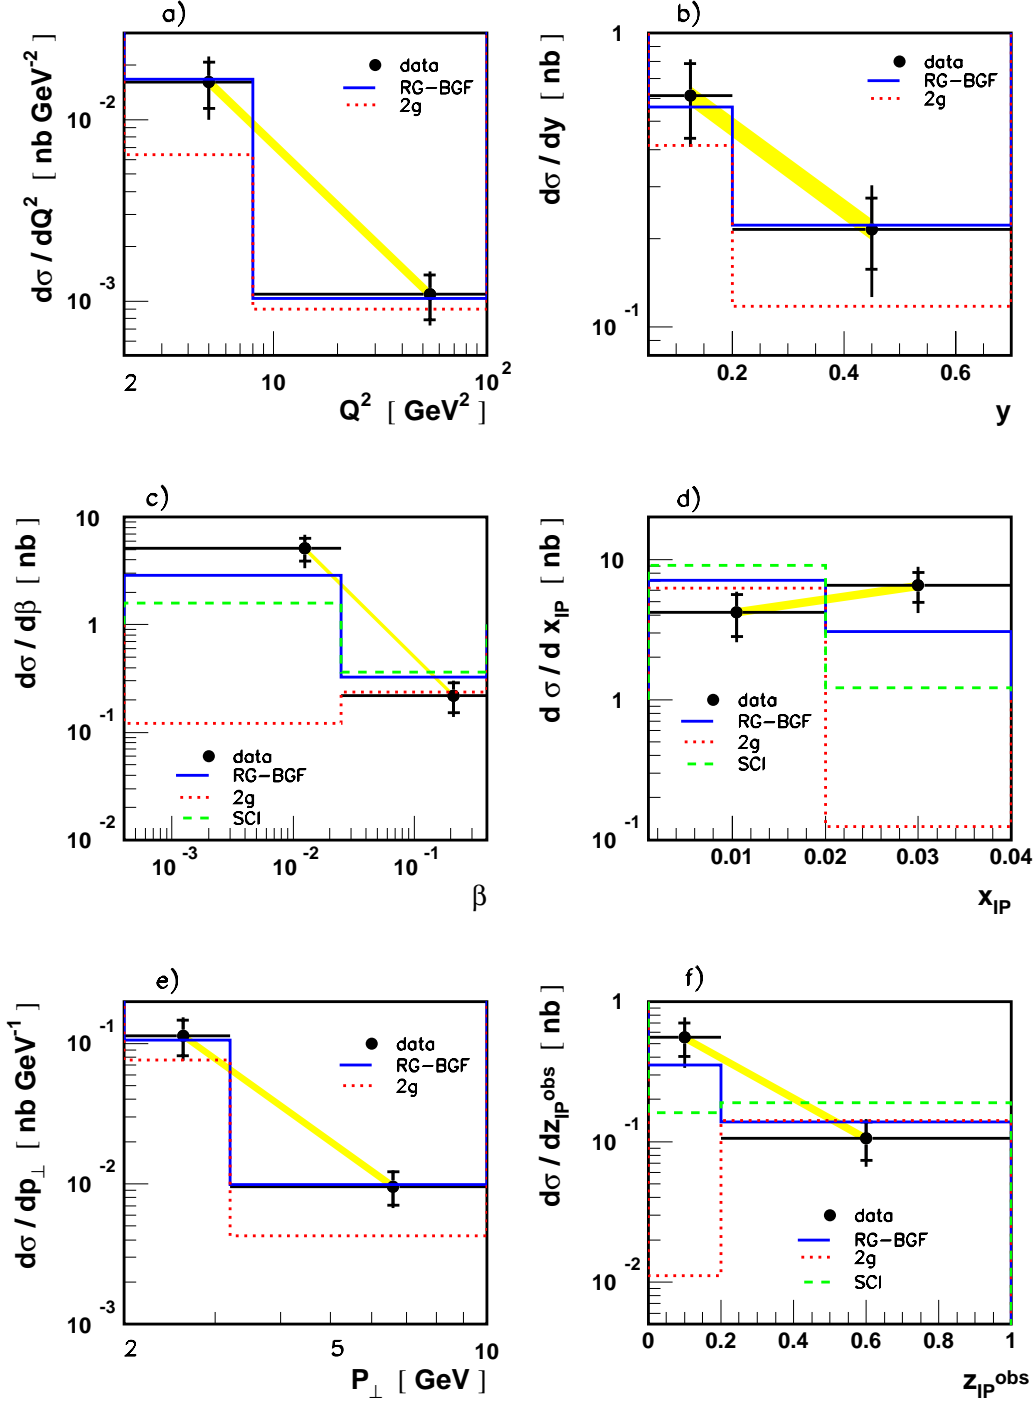 a)
dσ / dQ² [ nb GeV⁻² ]
10⁻²
10⁻³
data
RG-BGF
2g
2 10 10²
Q² [ GeV² ]
b)
dσ / dy [ nb ]
1
10⁻¹
data
RG-BGF
2g
0.2 0.4 0.6
y
c)
dσ / dβ [ nb ]
10
1
10⁻¹
10⁻²
data
RG-BGF
2g
SCI
10⁻³ 10⁻² 10⁻¹
β
d)
d σ / d x_IP [ nb ]
10
1
10⁻¹
data
RG-BGF
2g
SCI
0.01 0.02 0.03 0.04
x_IP
e)
dσ / dp_⊥ [ nb GeV⁻¹ ]
10⁻¹
10⁻²
10⁻³
data
RG-BGF
2g
2 5 10
P_⊥ [ GeV ]
f)
dσ / dz_IP^obs [ nb ]
1
10⁻¹
10⁻²
data
RG-BGF
2g
SCI
0 0.2 0.4 0.6 0.8 1
z_IP^obs